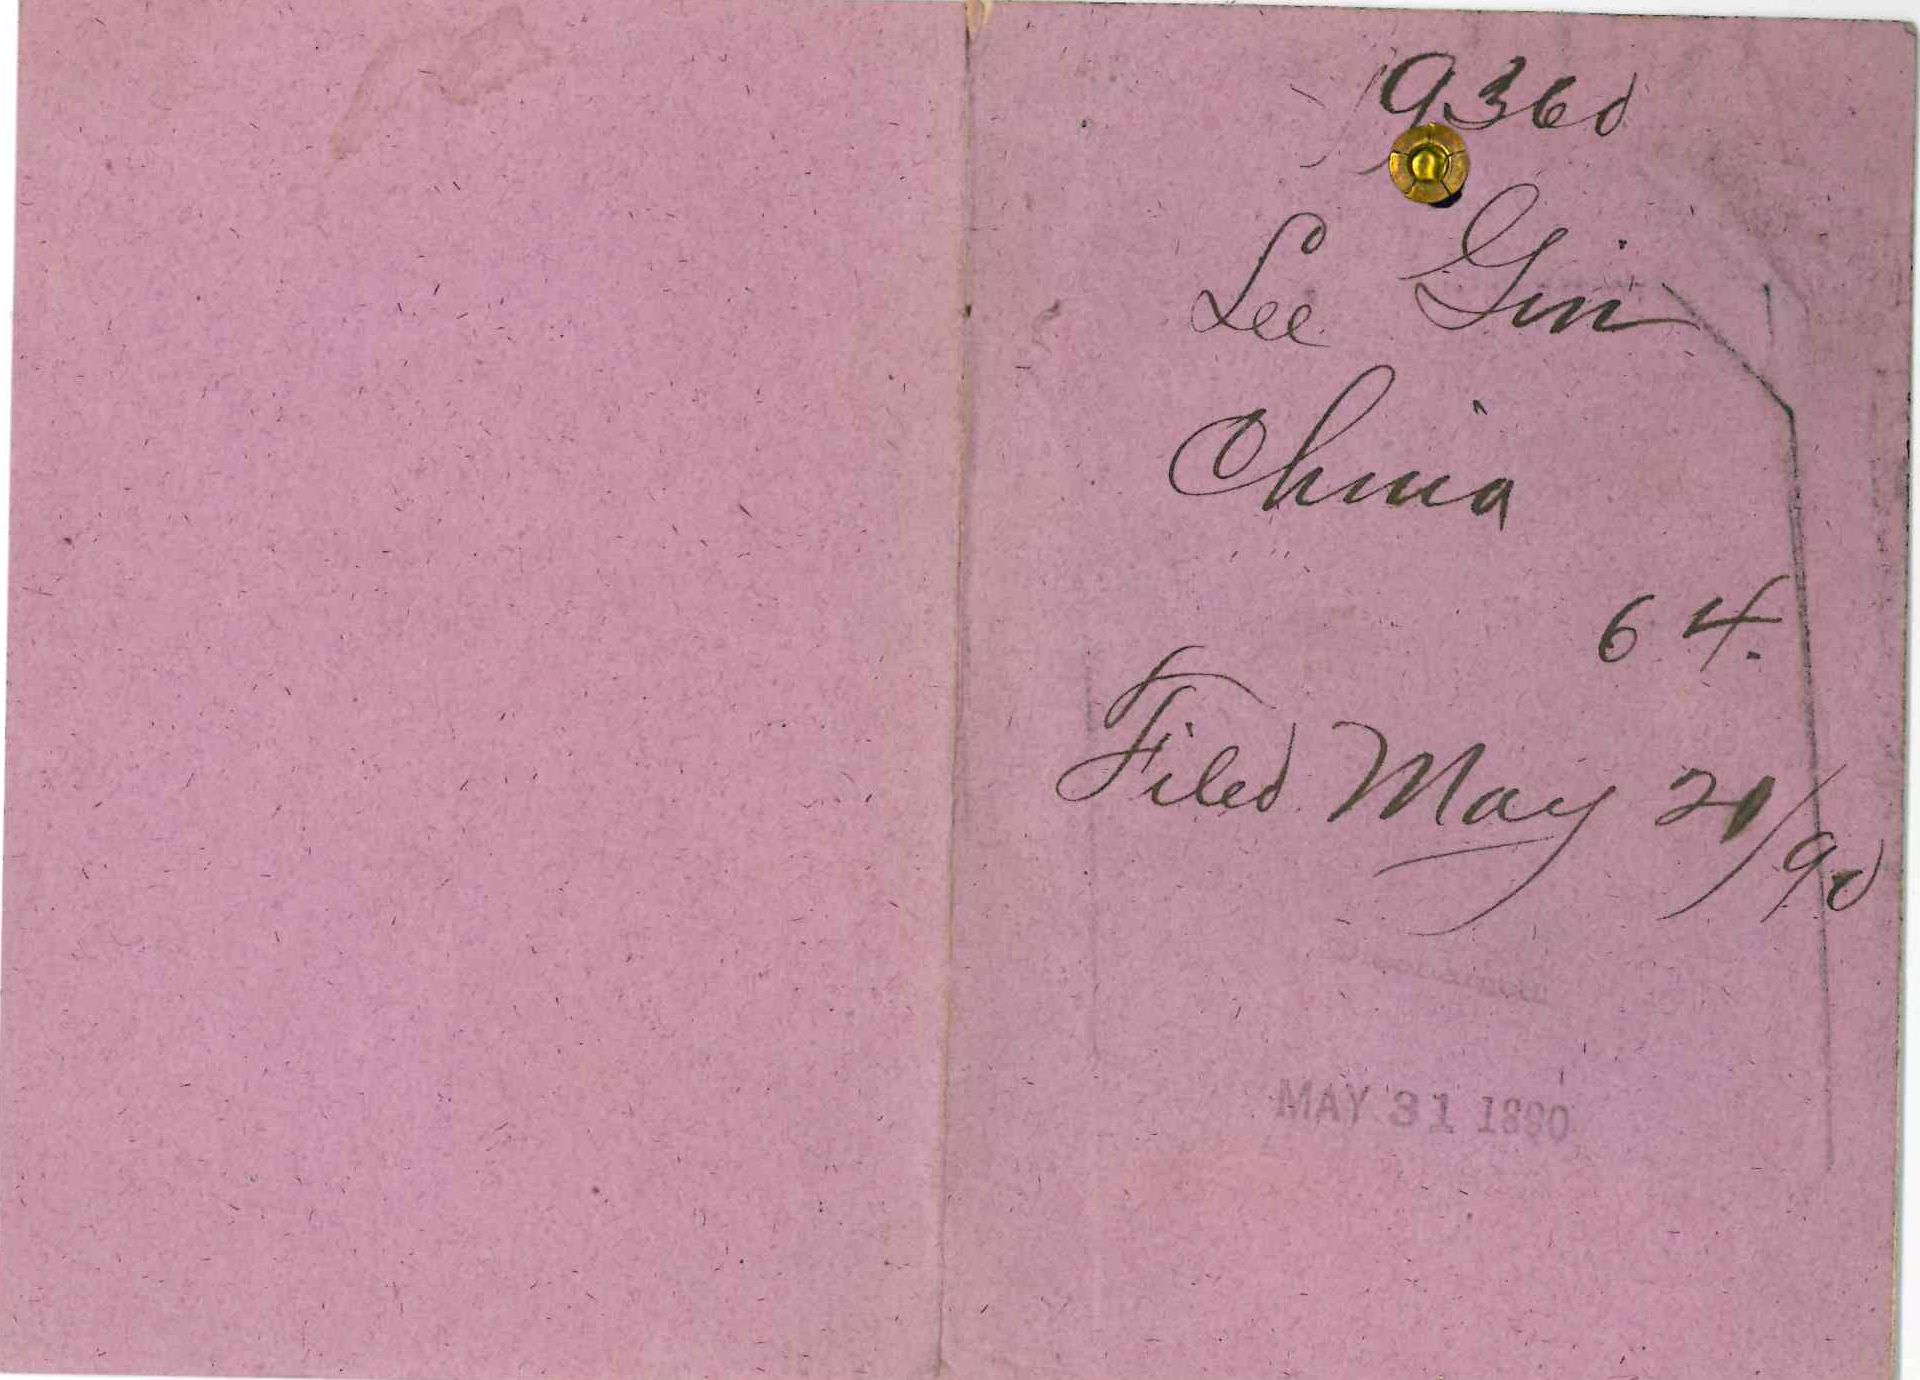 9360
Lee Gin
China
64.
Filed May 21/90
MAY 31 1890